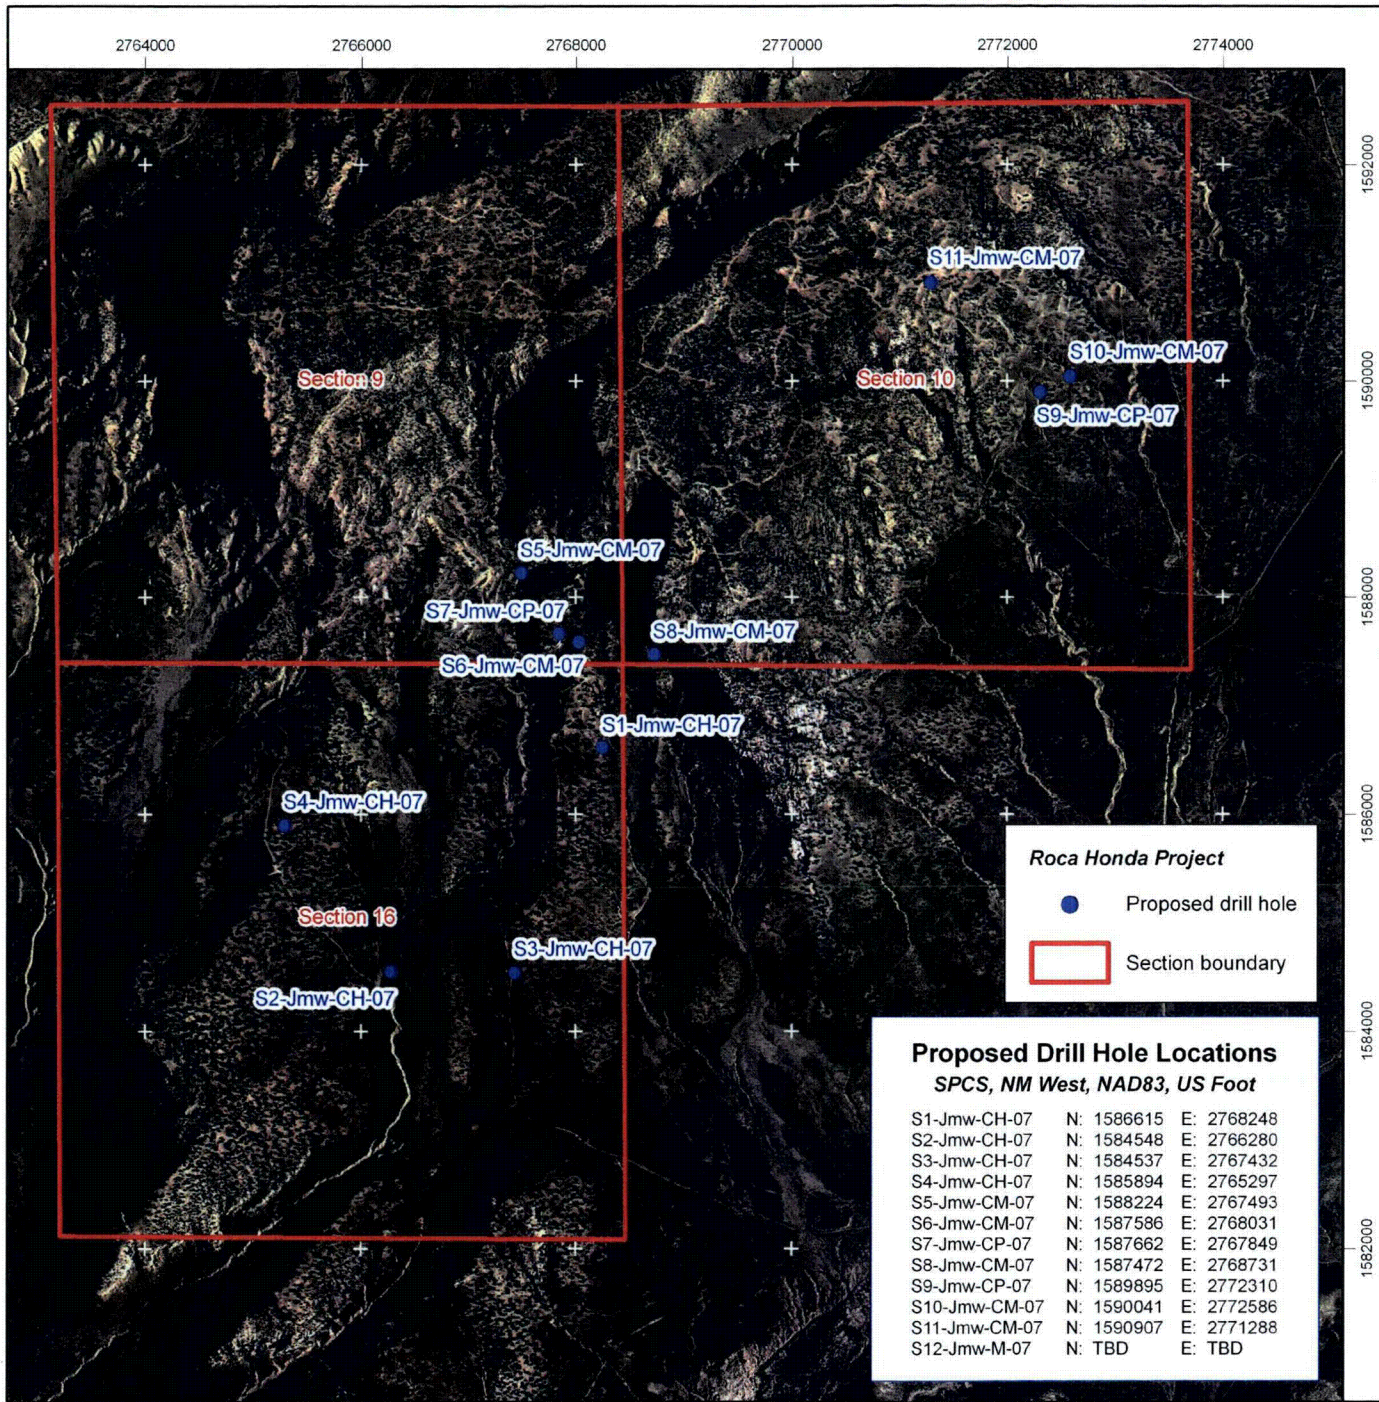 2764000 2766000 2768000 2770000 2772000 2774000
1592000
S11-Jmw-CM-07
S10-Jmw-CM-07
Section 9
Section 10
1590000
S9-Jmw-CP-07
S5-Jmw-CM-07
1588000
S7-Jmw-CP-07
S8-Jmw-CM-07
S6-Jmw-CM-07
S1-Jmw-CH-07
S4-Jmw-CH-07
1586000
Section 16
S3-Jmw-CH-07
S2-Jmw-CH-07
1584000
1582000
Roca Honda Project
Proposed drill hole
Section boundary
Proposed Drill Hole Locations
SPCS, NM West, NAD83, US Foot
S1-Jmw-CH-07 N: 1586615 E: 2768248
S2-Jmw-CH-07 N: 1584548 E: 2766280
S3-Jmw-CH-07 N: 1584537 E: 2767432
S4-Jmw-CH-07 N: 1585894 E: 2765297
S5-Jmw-CM-07 N: 1588224 E: 2767493
S6-Jmw-CM-07 N: 1587586 E: 2768031
S7-Jmw-CP-07 N: 1587662 E: 2767849
S8-Jmw-CM-07 N: 1587472 E: 2768731
S9-Jmw-CP-07 N: 1589895 E: 2772310
S10-Jmw-CM-07 N: 1590041 E: 2772586
S11-Jmw-CM-07 N: 1590907 E: 2771288
S12-Jmw-M-07 N: TBD E: TBD